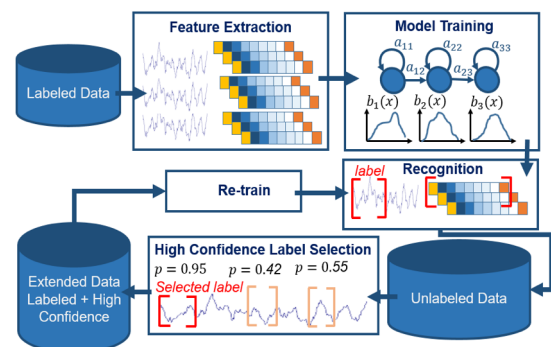 Feature Extraction
Model Training
Labeled Data
a₁₁
a₂₂
a₃₃
a₁₂
a₂₃
b₁(x)
b₂(x)
b₃(x)
Recognition
label
Re-train
High Confidence Label Selection
p = 0.95
p = 0.42
p = 0.55
Selected label
Extended Data
Labeled + High
Confidence
Unlabeled Data